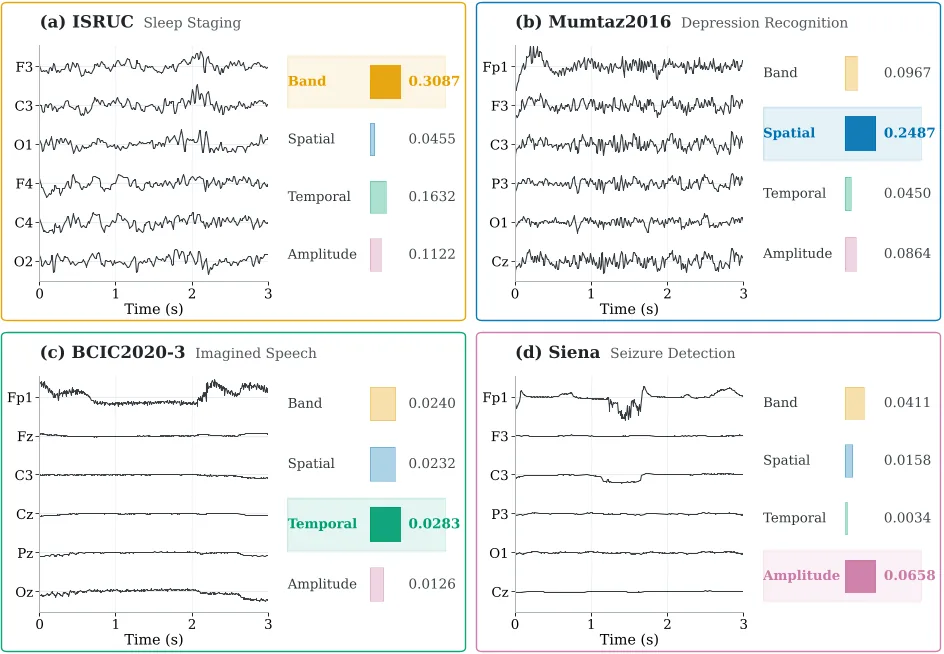 (a) ISRUC Sleep Staging
F3
C3
O1
F4
C4
O2
0 1 2 3
Time (s)
Band 0.3087
Spatial 0.0455
Temporal 0.1632
Amplitude 0.1122
(b) Mumtaz2016 Depression Recognition
Fp1
F3
C3
P3
O1
Cz
0 1 2 3
Time (s)
Band 0.0967
Spatial 0.2487
Temporal 0.0450
Amplitude 0.0864
(c) BCIC2020-3 Imagined Speech
Fp1
Fz
C3
Cz
Pz
Oz
0 1 2 3
Time (s)
Band 0.0240
Spatial 0.0232
Temporal 0.0283
Amplitude 0.0126
(d) Siena Seizure Detection
Fp1
F3
C3
P3
O1
Cz
0 1 2 3
Time (s)
Band 0.0411
Spatial 0.0158
Temporal 0.0034
Amplitude 0.0658